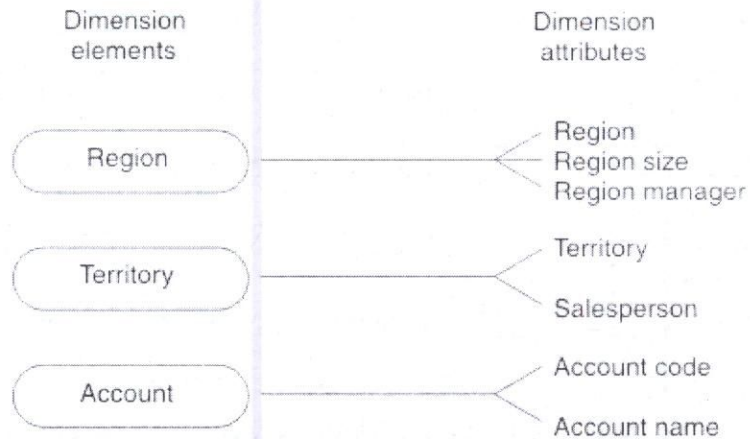 Dimension
elements
Dimension
attributes
Region
Region
Region size
Region manager
Territory
Territory
Salesperson
Account
Account code
Account name